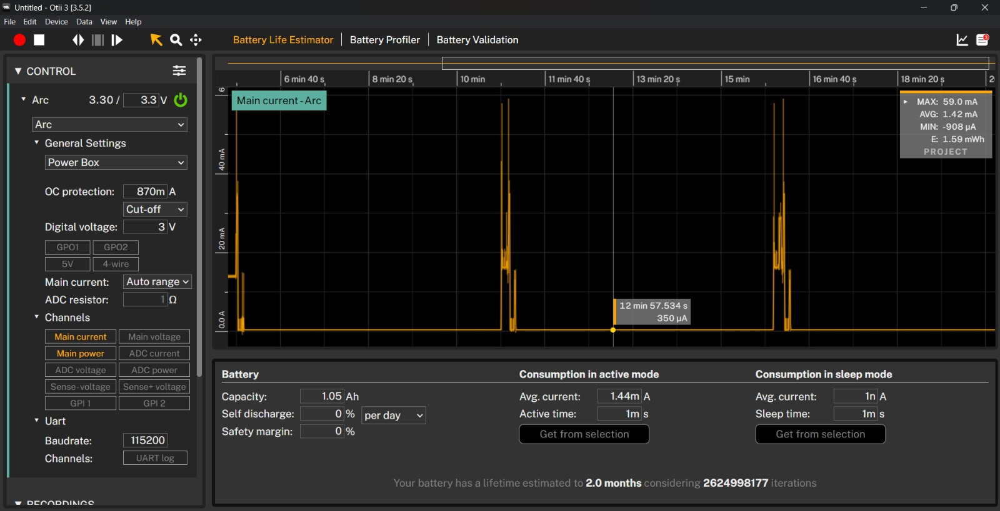 Untitled - Otii 3 [3.5.2]
File Edit Device Data View Help
Battery Life Estimator Battery Profiler Battery Validation
3
▼ CONTROL
Arc 3.30 / 3.3 V
Arc
General Settings
Power Box
OC protection: 870m A
Cut-off
Digital voltage: 3 V
GPO1 GPO2
5V 4-wire
Main current: Auto range
ADC resistor: 1 Ω
Channels
Main current Main voltage
Main power ADC current
ADC voltage ADC power
Sense- voltage Sense+ voltage
GPI 1 GPI 2
Uart
Baudrate: 115200
Channels: UART log
▼ RECORDINGS
6 min 40 s 8 min 20 s 10 min 11 min 40 s 13 min 20 s 15 min 16 min 40 s 18 min 20 s 2
Main current - Arc
6
40 mA
20 mA
0.0 A
MAX: 59.0 mA
AVG: 1.42 mA
MIN: -908 µA
E: 1.59 mWh
PROJECT
12 min 57.534 s
350 µA
Battery
Capacity: 1.05 Ah
Self discharge: 0 % per day
Safety margin: 0 %
Consumption in active mode
Avg. current: 1.44m A
Active time: 1m s
Get from selection
Consumption in sleep mode
Avg. current: 1n A
Sleep time: 1m s
Get from selection
Your battery has a lifetime estimated to 2.0 months considering 2624998177 iterations